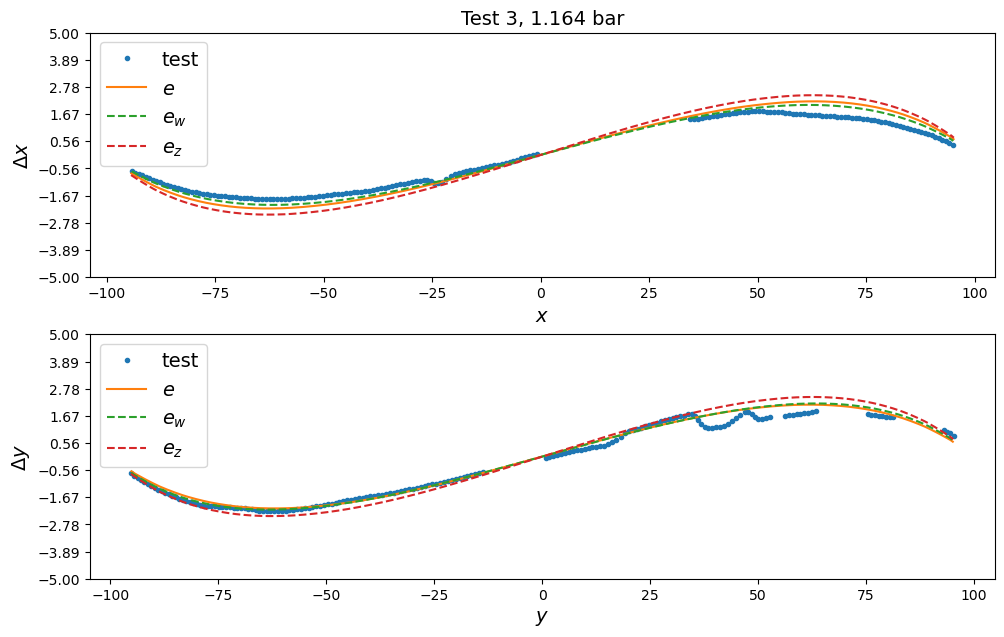 Test 3, 1.164 bar
5.00
3.89
2.78
1.67
0.56
−0.56
−1.67
−2.78
−3.89
−5.00
Δx
test
e
e_w
e_z
−100 −75 −50 −25 0 25 50 75 100
x
5.00
3.89
2.78
1.67
0.56
−0.56
−1.67
−2.78
−3.89
−5.00
Δy
test
e
e_w
e_z
−100 −75 −50 −25 0 25 50 75 100
y